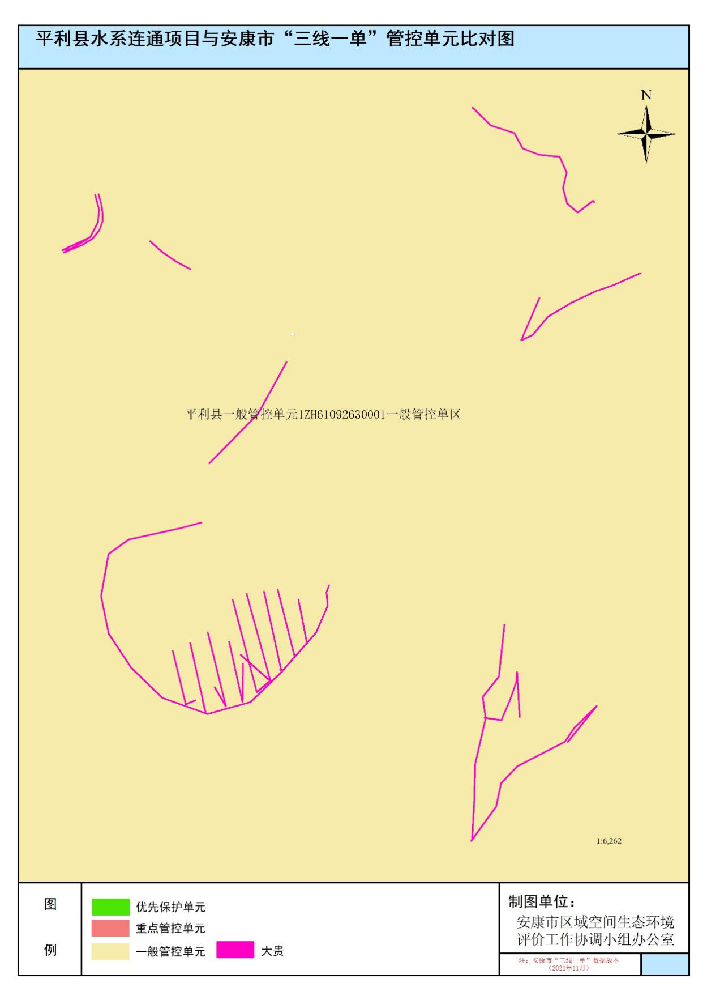 平利县水系连通项目与安康市“三线一单”管控单元比对图
N
平利县一般管控单元1ZH61092630001一般管控单区
1:6,262
图
例
优先保护单元
重点管控单元
一般管控单元
大贵
制图单位：
安康市区域空间生态环境
评价工作协调小组办公室
注：安康市“三线一单”数据版本
（2021年11月）